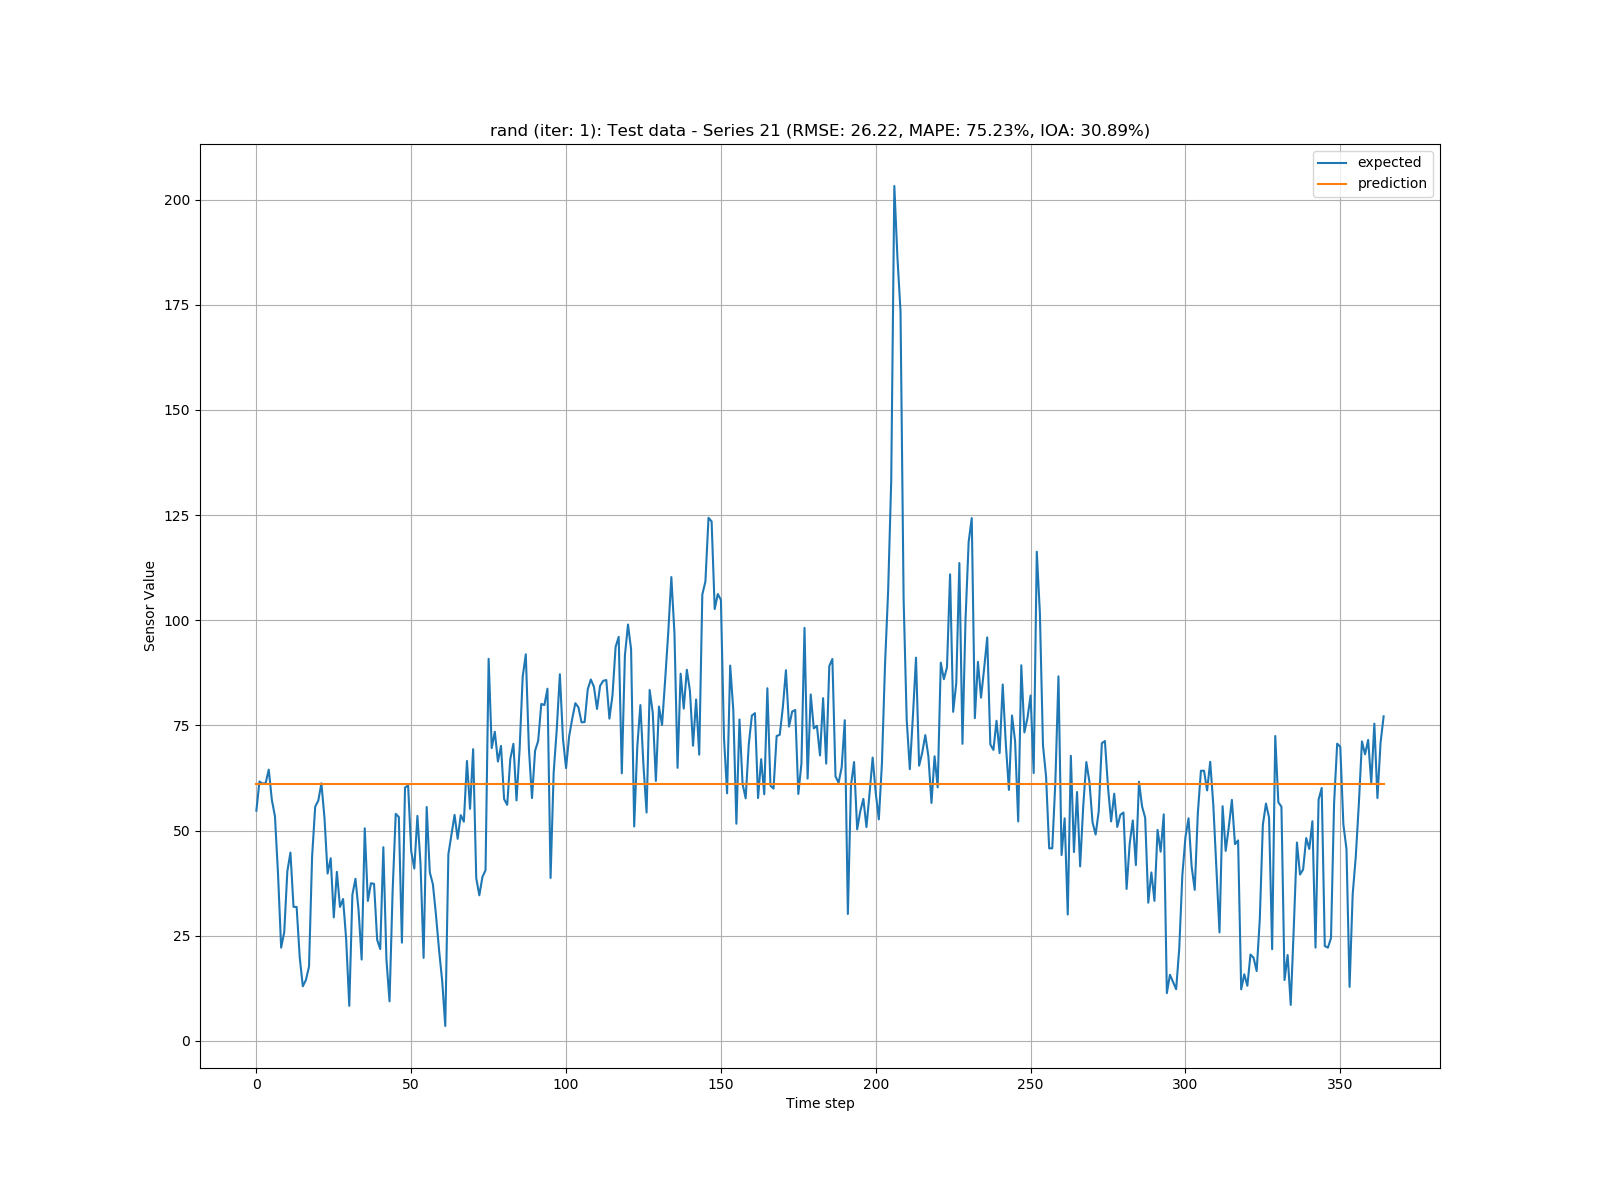 rand (iter: 1): Test data - Series 21 (RMSE: 26.22, MAPE: 75.23%, IOA: 30.89%)
expected
prediction
200
175
150
125
100
75
50
25
0
Sensor Value
0 50 100 150 200 250 300 350
Time step